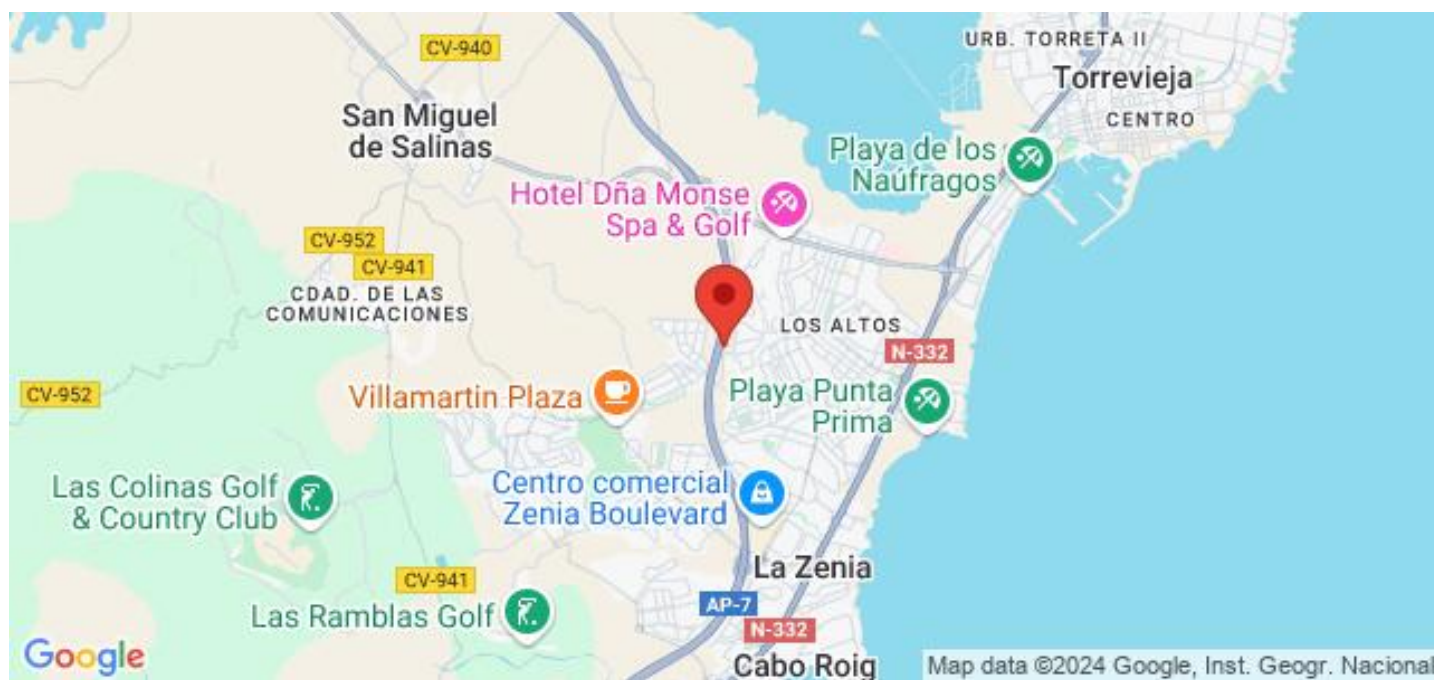 CV-940
URB. TORRETA II
Torrevieja
CENTRO
San Miguel
de Salinas
Playa de los
Naúfragos
Hotel Dña Monse
Spa & Golf
CV-952
CV-941
CDAD. DE LAS
COMUNICACIONES
LOS ALTOS
N-332
CV-952
Villamartin Plaza
Playa Punta
Prima
Las Colinas Golf
& Country Club
Centro comercial
Zenia Boulevard
La Zenia
CV-941
AP-7
Las Ramblas Golf
N-332
Google
Cabo Roig
Map data ©2024 Google, Inst. Geogr. Nacional